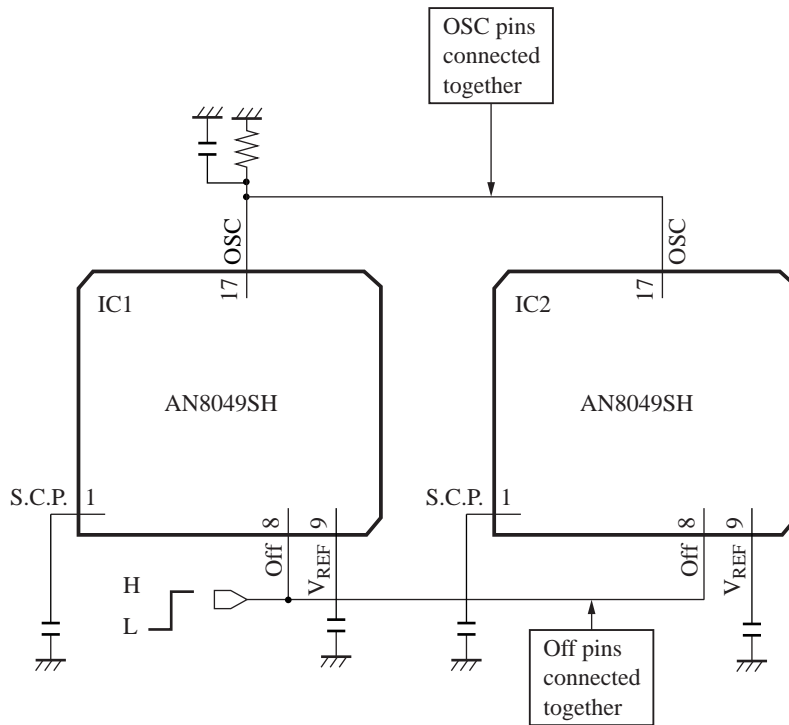 OSC pins
connected
together
OSC
17
IC1
AN8049SH
S.C.P. 1
8
Off
9
VREF
OSC
17
IC2
AN8049SH
S.C.P. 1
8
Off
9
VREF
H
L
Off pins
connected
together